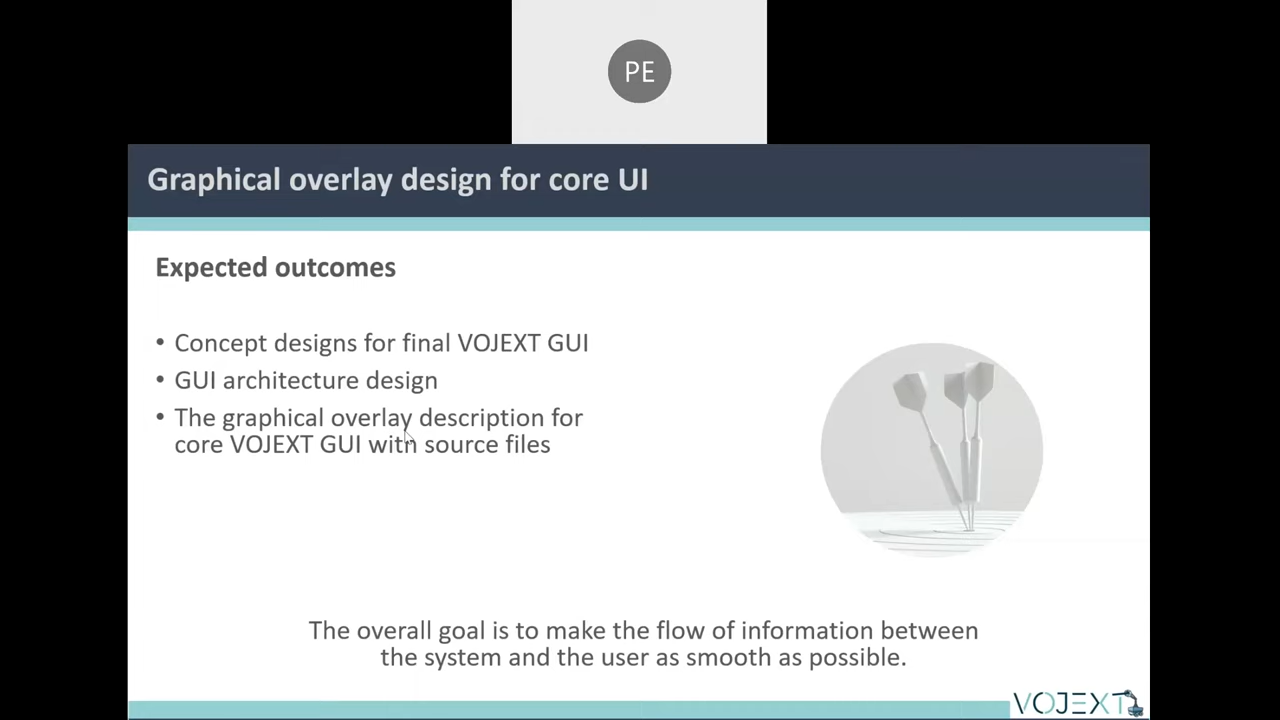 PE
Graphical overlay design for core UI
Expected outcomes
• Concept designs for final VOJEXT GUI
• GUI architecture design
• The graphical overlay description for
core VOJEXT GUI with source files
The overall goal is to make the flow of information between
the system and the user as smooth as possible.
VOJEXT